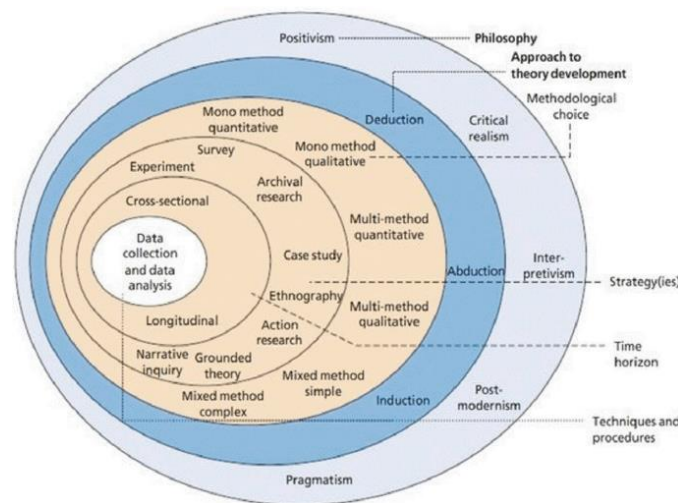 Positivism
Philosophy
Approach to
theory development
Methodological
choice
Mono method
quantitative
Deduction
Critical
realism
Survey
Mono method
qualitative
Experiment
Archival
research
Cross-sectional
Multi-method
quantitative
Data
collection
and data
analysis
Case study
Abduction
Inter-
pretivism
Strategy(ies)
Ethnography
Multi-method
qualitative
Longitudinal
Action
research
Time
horizon
Narrative
inquiry
Grounded
theory
Mixed method
simple
Mixed method
complex
Induction
Post-
modernism
Techniques and
procedures
Pragmatism